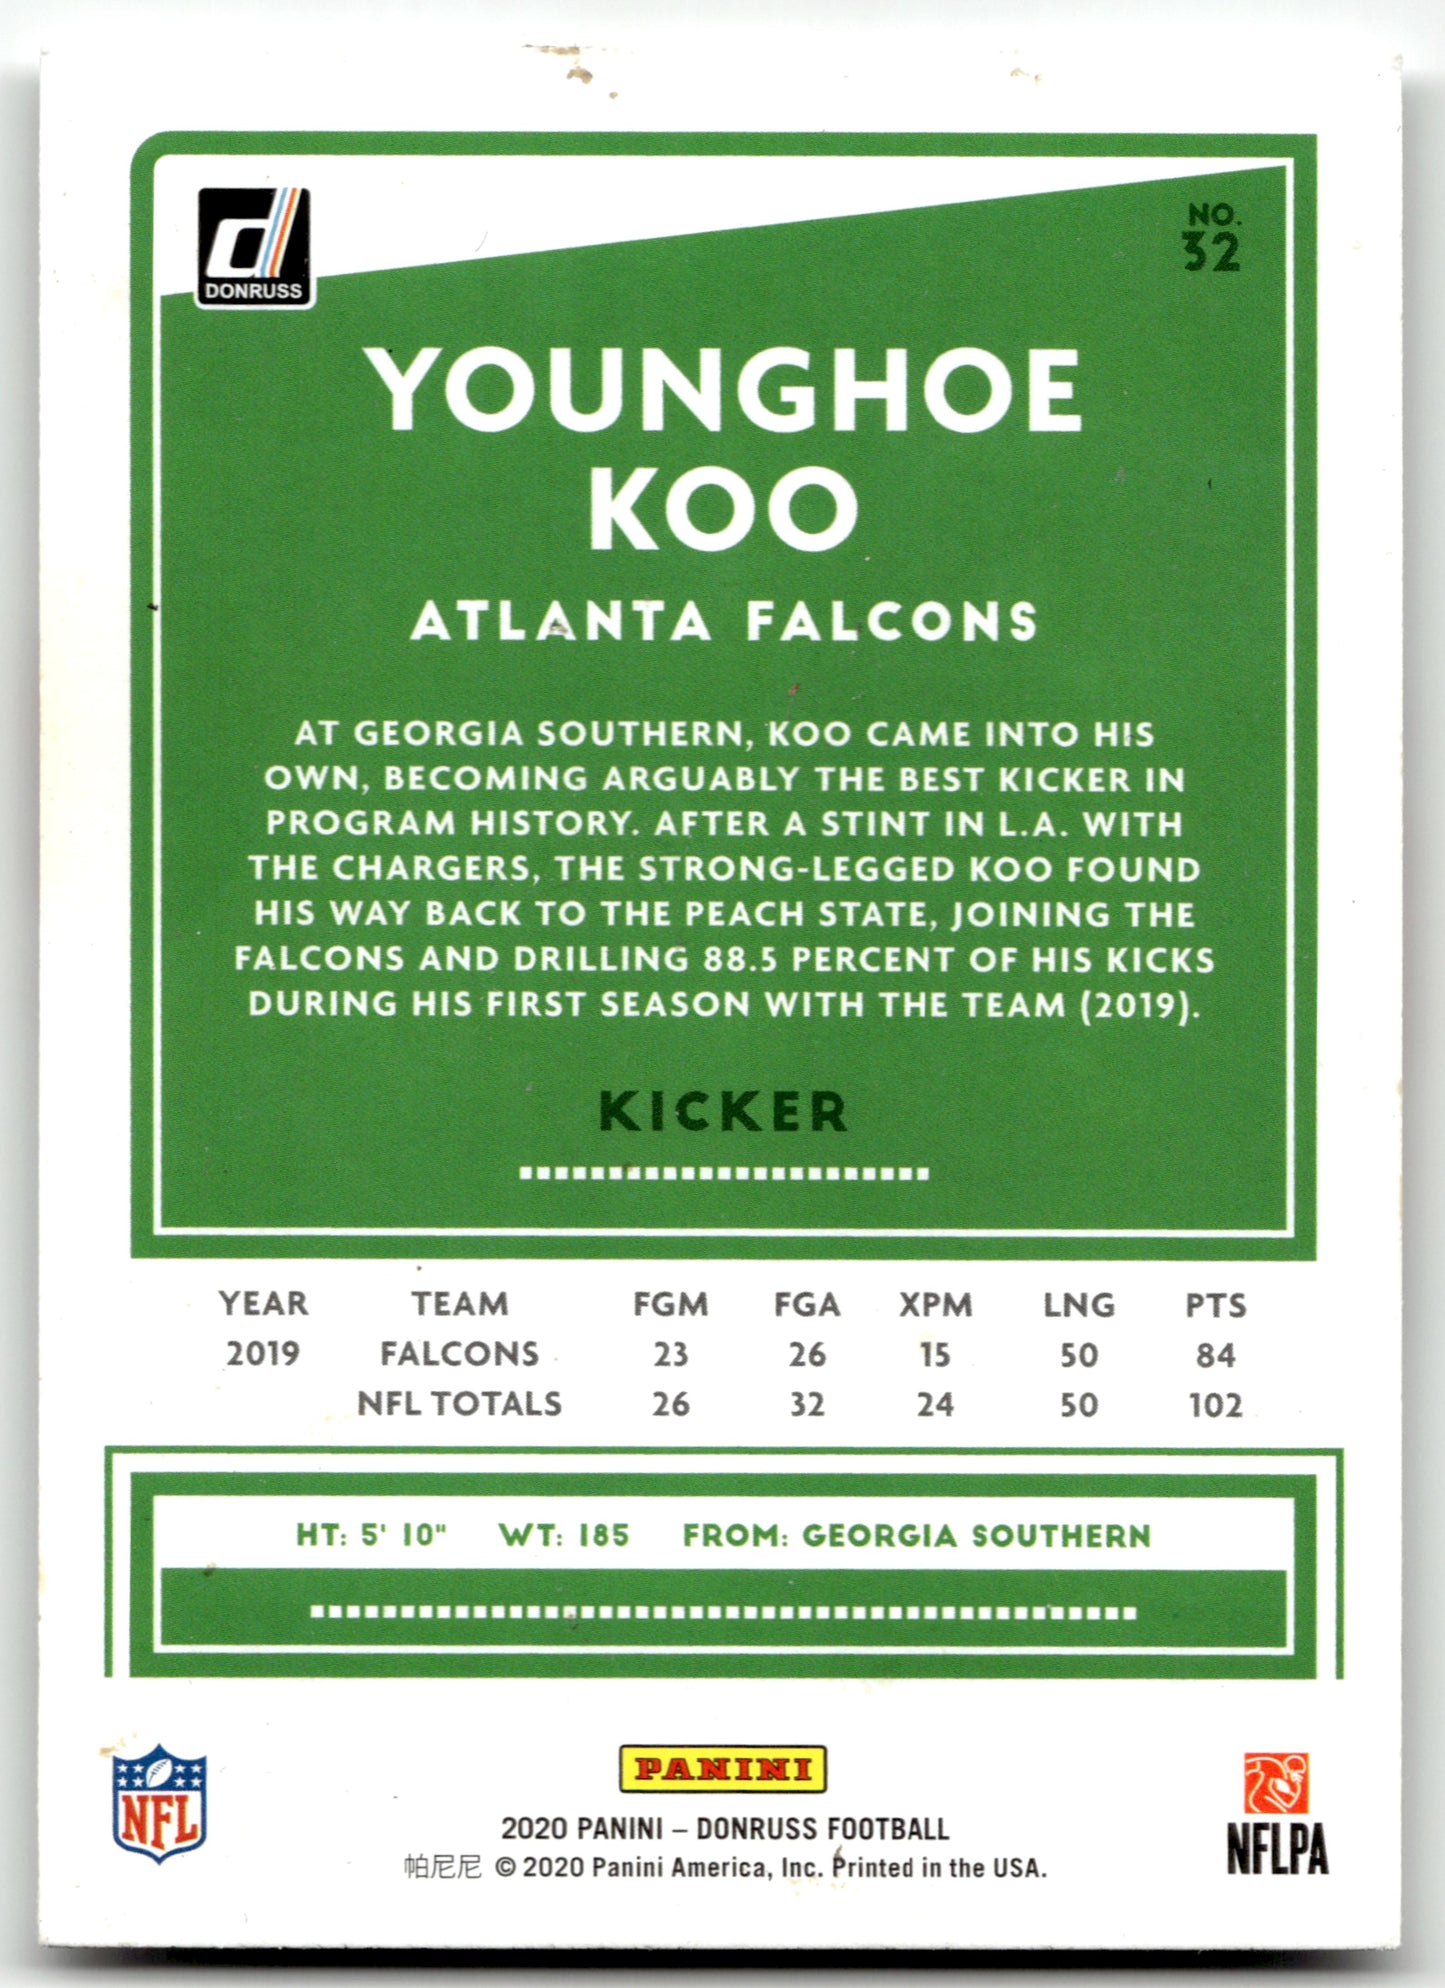 DONRUSS
NO.
32
YOUNGHOE
KOO
ATLANTA FALCONS
AT GEORGIA SOUTHERN, KOO CAME INTO HIS
OWN, BECOMING ARGUABLY THE BEST KICKER IN
PROGRAM HISTORY. AFTER A STINT IN L.A. WITH
THE CHARGERS, THE STRONG-LEGGED KOO FOUND
HIS WAY BACK TO THE PEACH STATE, JOINING THE
FALCONS AND DRILLING 88.5 PERCENT OF HIS KICKS
DURING HIS FIRST SEASON WITH THE TEAM (2019).
KICKER
YEAR TEAM FGM FGA XPM LNG PTS
2019 FALCONS 23 26 15 50 84
NFL TOTALS 26 32 24 50 102
HT: 5' 10" WT: 185 FROM: GEORGIA SOUTHERN
NFL
PANINI
2020 PANINI – DONRUSS FOOTBALL
帕尼尼 © 2020 Panini America, Inc. Printed in the USA.
NFLPA